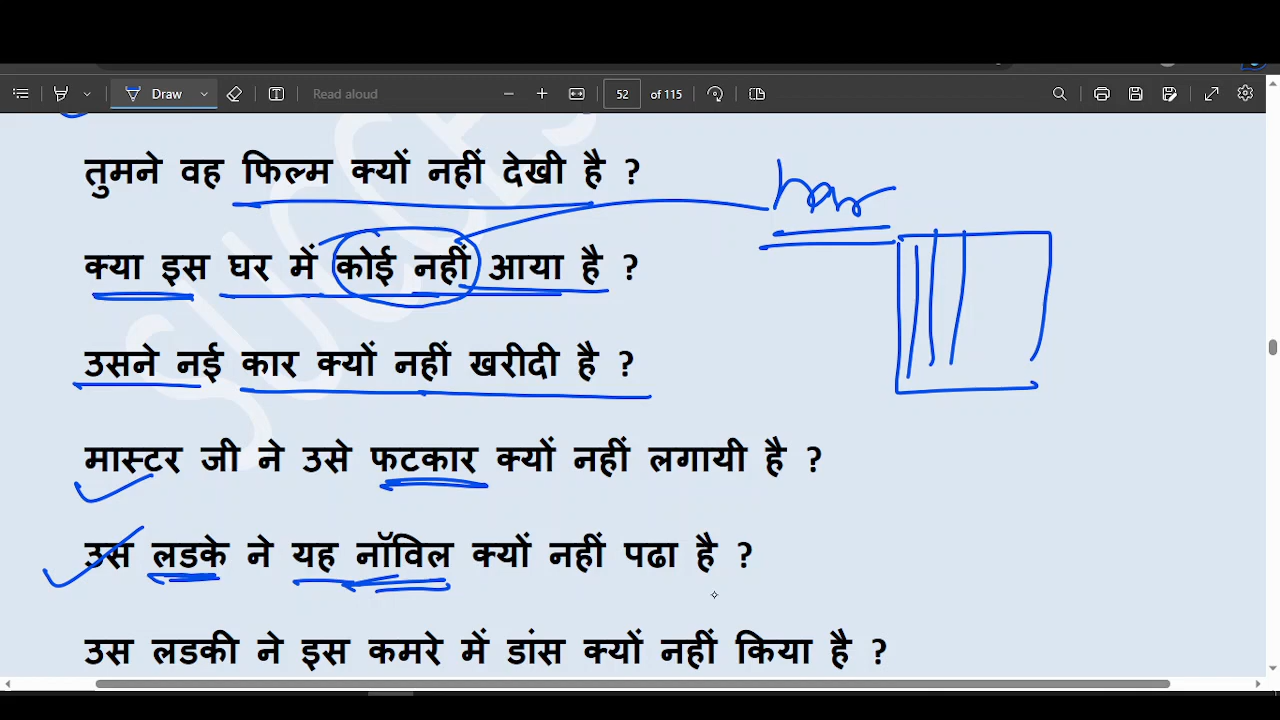 Draw
Read aloud
52 of 115
तुमने वह फिल्म क्यों नहीं देखी है ?
क्या इस घर में कोई नहीं आया है ?
उसने नई कार क्यों नहीं खरीदी है ?
मास्टर जी ने उसे फटकार क्यों नहीं लगायी है ?
उस लडके ने यह नॉविल क्यों नहीं पढा है ?
उस लडकी ने इस कमरे में डांस क्यों नहीं किया है ?